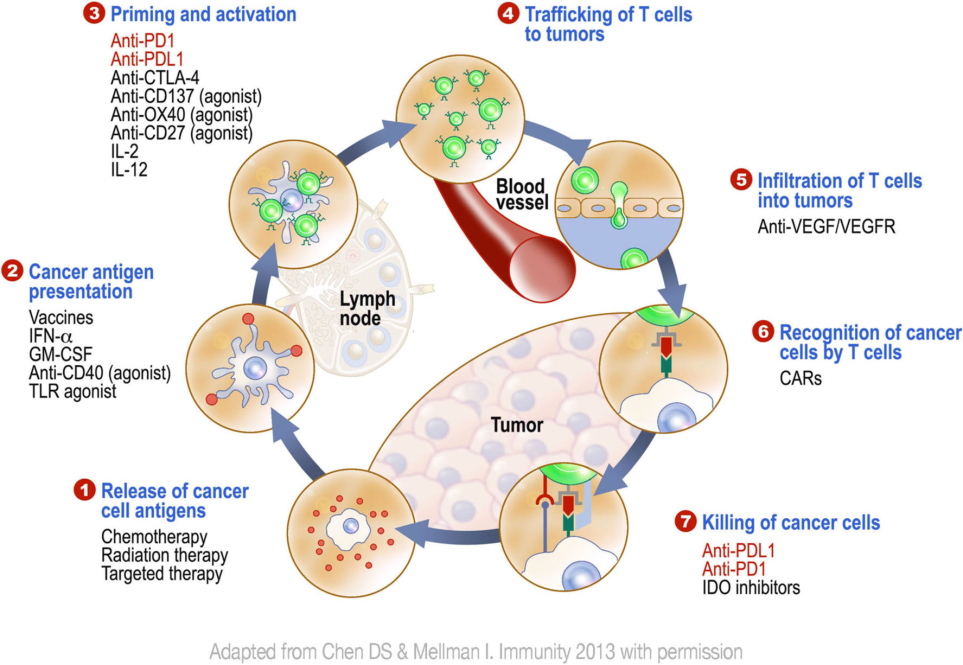 3 Priming and activation
Anti-PD1
Anti-PDL1
Anti-CTLA-4
Anti-CD137 (agonist)
Anti-OX40 (agonist)
Anti-CD27 (agonist)
IL-2
IL-12
4 Trafficking of T cells
to tumors
Blood
vessel
5 Infiltration of T cells
into tumors
Anti-VEGF/VEGFR
2 Cancer antigen
presentation
Vaccines
IFN-α
GM-CSF
Anti-CD40 (agonist)
TLR agonist
Lymph
node
6 Recognition of cancer
cells by T cells
CARs
Tumor
1 Release of cancer
cell antigens
Chemotherapy
Radiation therapy
Targeted therapy
7 Killing of cancer cells
Anti-PDL1
Anti-PD1
IDO inhibitors
Adapted from Chen DS & Mellman I. Immunity 2013 with permission